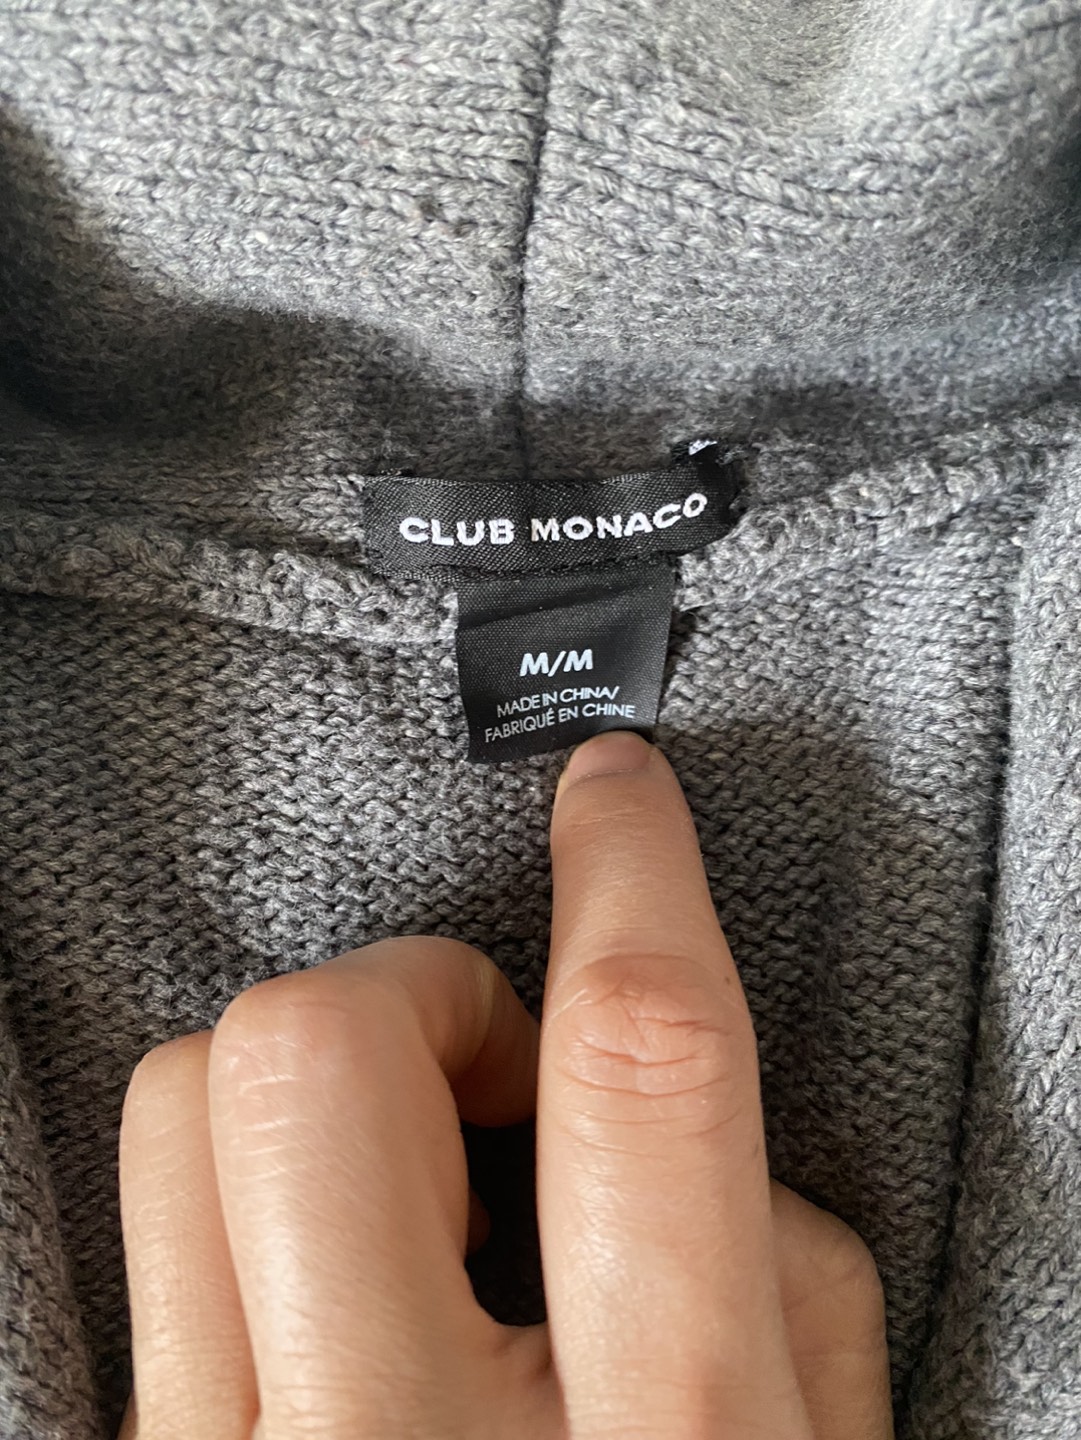 CLUB MONACO
M/M
MADE IN CHINA/
FABRIQUÉ EN CHINE